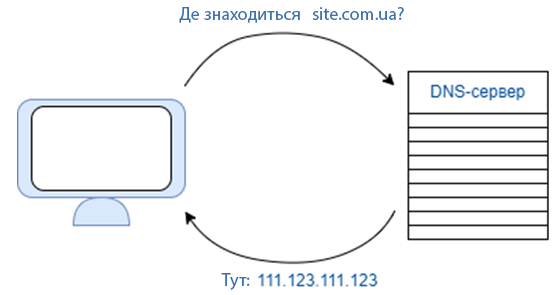 Де знаходиться site.com.ua?
DNS-сервер
Тут: 111.123.111.123